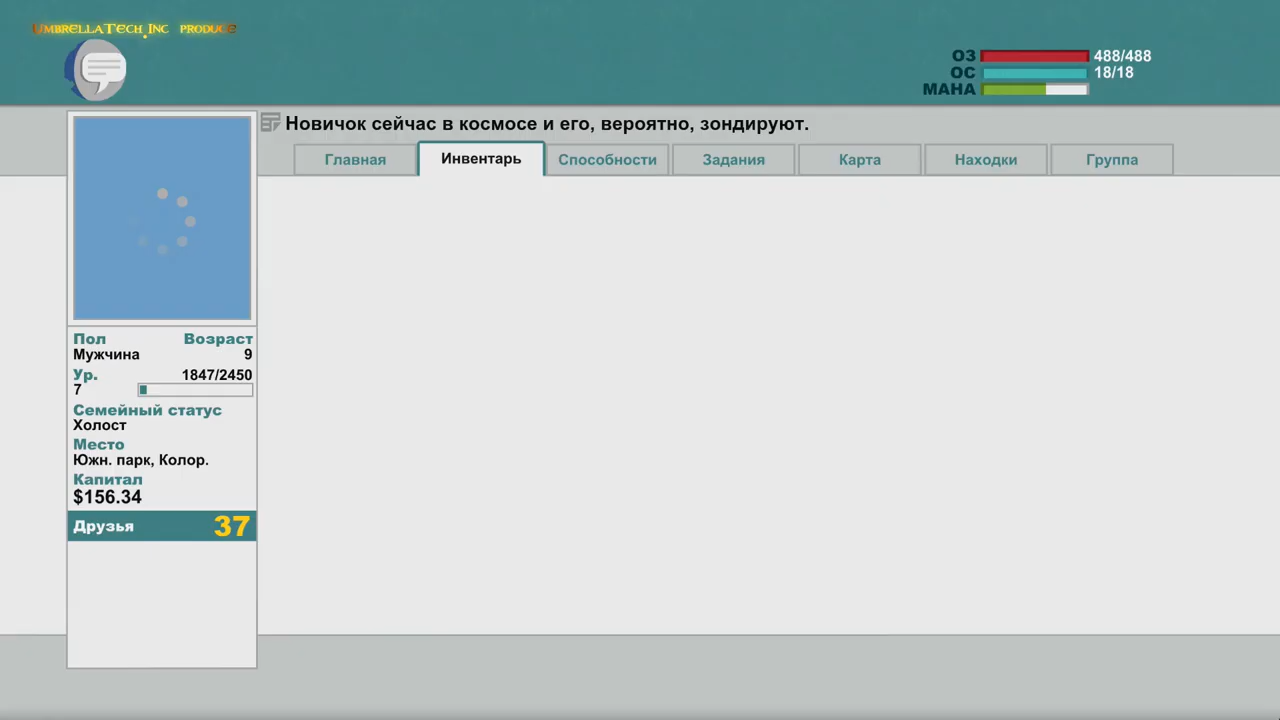 UmbrellaTech.Inc produce
ОЗ 488/488
ОС 18/18
МАНА
Новичок сейчас в космосе и его, вероятно, зондируют.
Главная Инвентарь Способности Задания Карта Находки Группа
Пол Возраст
Мужчина 9
Ур. 1847/2450
7
Семейный статус
Холост
Место
Южн. парк, Колор.
Капитал
$156.34
Друзья 37